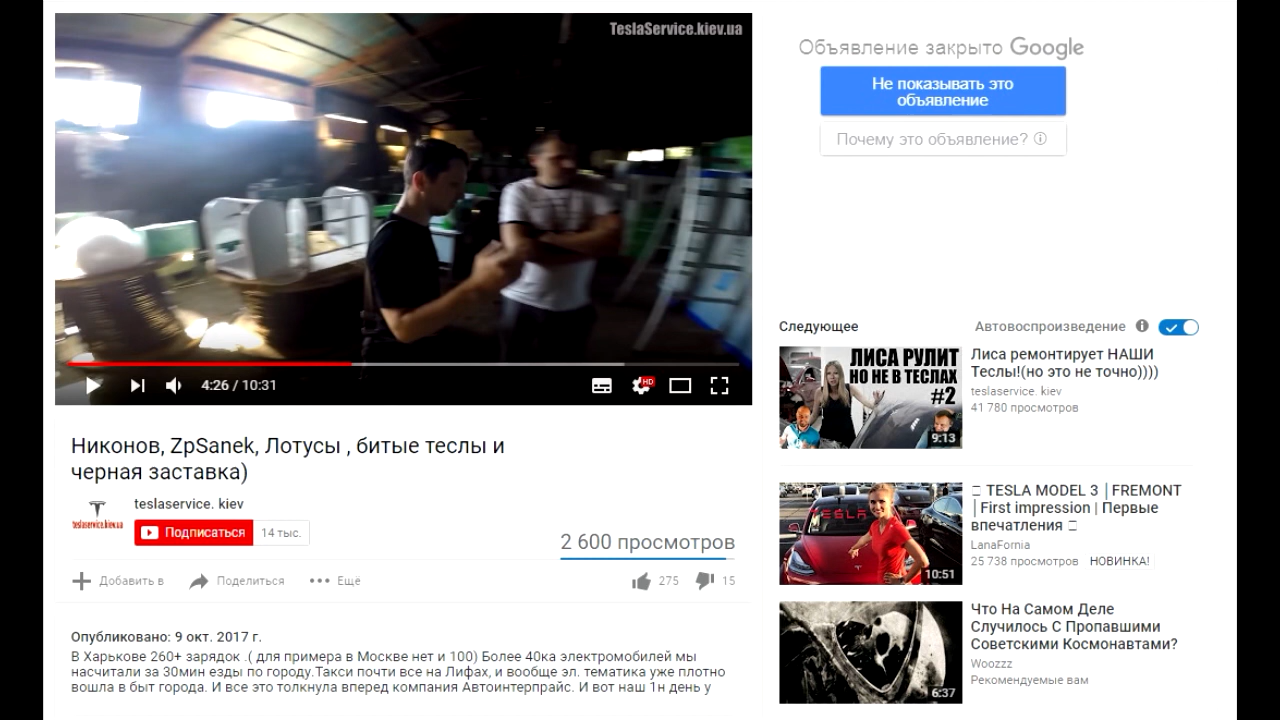 TeslaService.kiev.ua
4:26 / 10:31
HD
Никонов, ZpSanek, Лотусы , битые теслы и
черная заставка)
teslaservice.kiev.ua
teslaservice. kiev
Подписаться
14 тыс.
2 600 просмотров
Добавить в
Поделиться
Ещё
275
15
Опубликовано: 9 окт. 2017 г.
В Харькове 260+ зарядок .( для примера в Москве нет и 100) Более 40ка электромобилей мы
насчитали за 30мин езды по городу.Такси почти все на Лифах, и вообще эл. тематика уже плотно
вошла в быт города. И все это толкнула вперед компания Автоинтерпрайс. И вот наш 1н день у
Объявление закрыто Google
Не показывать это
объявление
Почему это объявление?
Следующее
Автовоспроизведение
ЛИСА РУЛИТ
НО НЕ В ТЕСЛАХ
#2
9:13
Лиса ремонтирует НАШИ
Теслы!(но это не точно))))
teslaservice. kiev
41 780 просмотров
TESLA
10:51
TESLA MODEL 3 │FREMONT
│First impression | Первые
впечатления
LanaFornia
25 738 просмотров
НОВИНКА!
6:37
Что На Самом Деле
Случилось С Пропавшими
Советскими Космонавтами?
Woozzz
Рекомендуемые вам